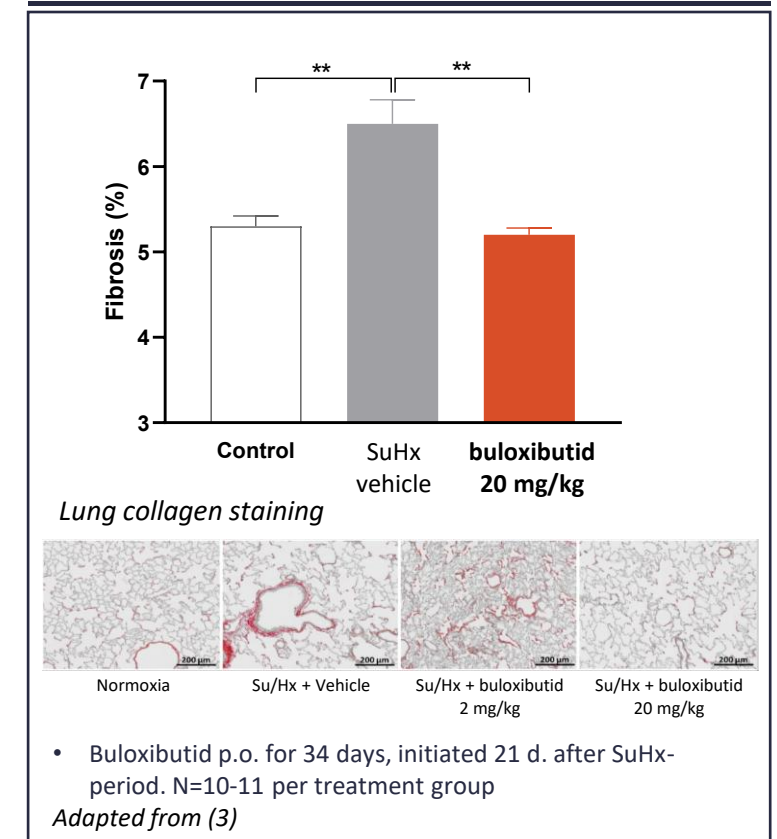 ** **
7
6
5
4
3
Fibrosis (%)
Control SuHx buloxibutid
vehicle 20 mg/kg
Lung collagen staining
200 µm 200 µm 200 µm 200 µm
Normoxia Su/Hx + Vehicle Su/Hx + buloxibutid Su/Hx + buloxibutid
2 mg/kg 20 mg/kg
• Buloxibutid p.o. for 34 days, initiated 21 d. after SuHx-
period. N=10-11 per treatment group
Adapted from (3)